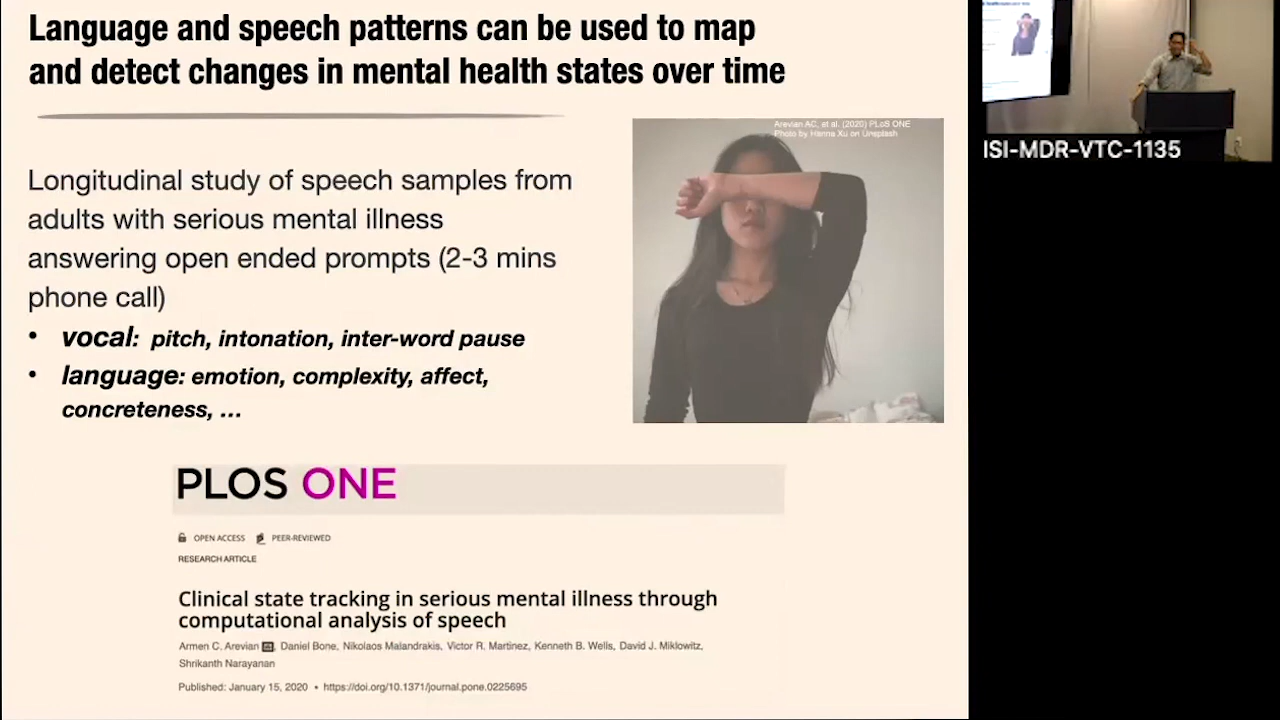 Language and speech patterns can be used to map
and detect changes in mental health states over time
Arevian AC, et al. (2020) PLoS ONE
Photo by Hanna Xu on Unsplash
Longitudinal study of speech samples from
adults with serious mental illness
answering open ended prompts (2-3 mins
phone call)
• vocal: pitch, intonation, inter-word pause
• language: emotion, complexity, affect,
concreteness, ...
PLOS ONE
OPEN ACCESS PEER-REVIEWED
RESEARCH ARTICLE
Clinical state tracking in serious mental illness through
computational analysis of speech
Armen C. Arevian, Daniel Bone, Nikolaos Malandrakis, Victor R. Martinez, Kenneth B. Wells, David J. Miklowitz,
Shrikanth Narayanan
Published: January 15, 2020 • https://doi.org/10.1371/journal.pone.0225695
ISI-MDR-VTC-1135